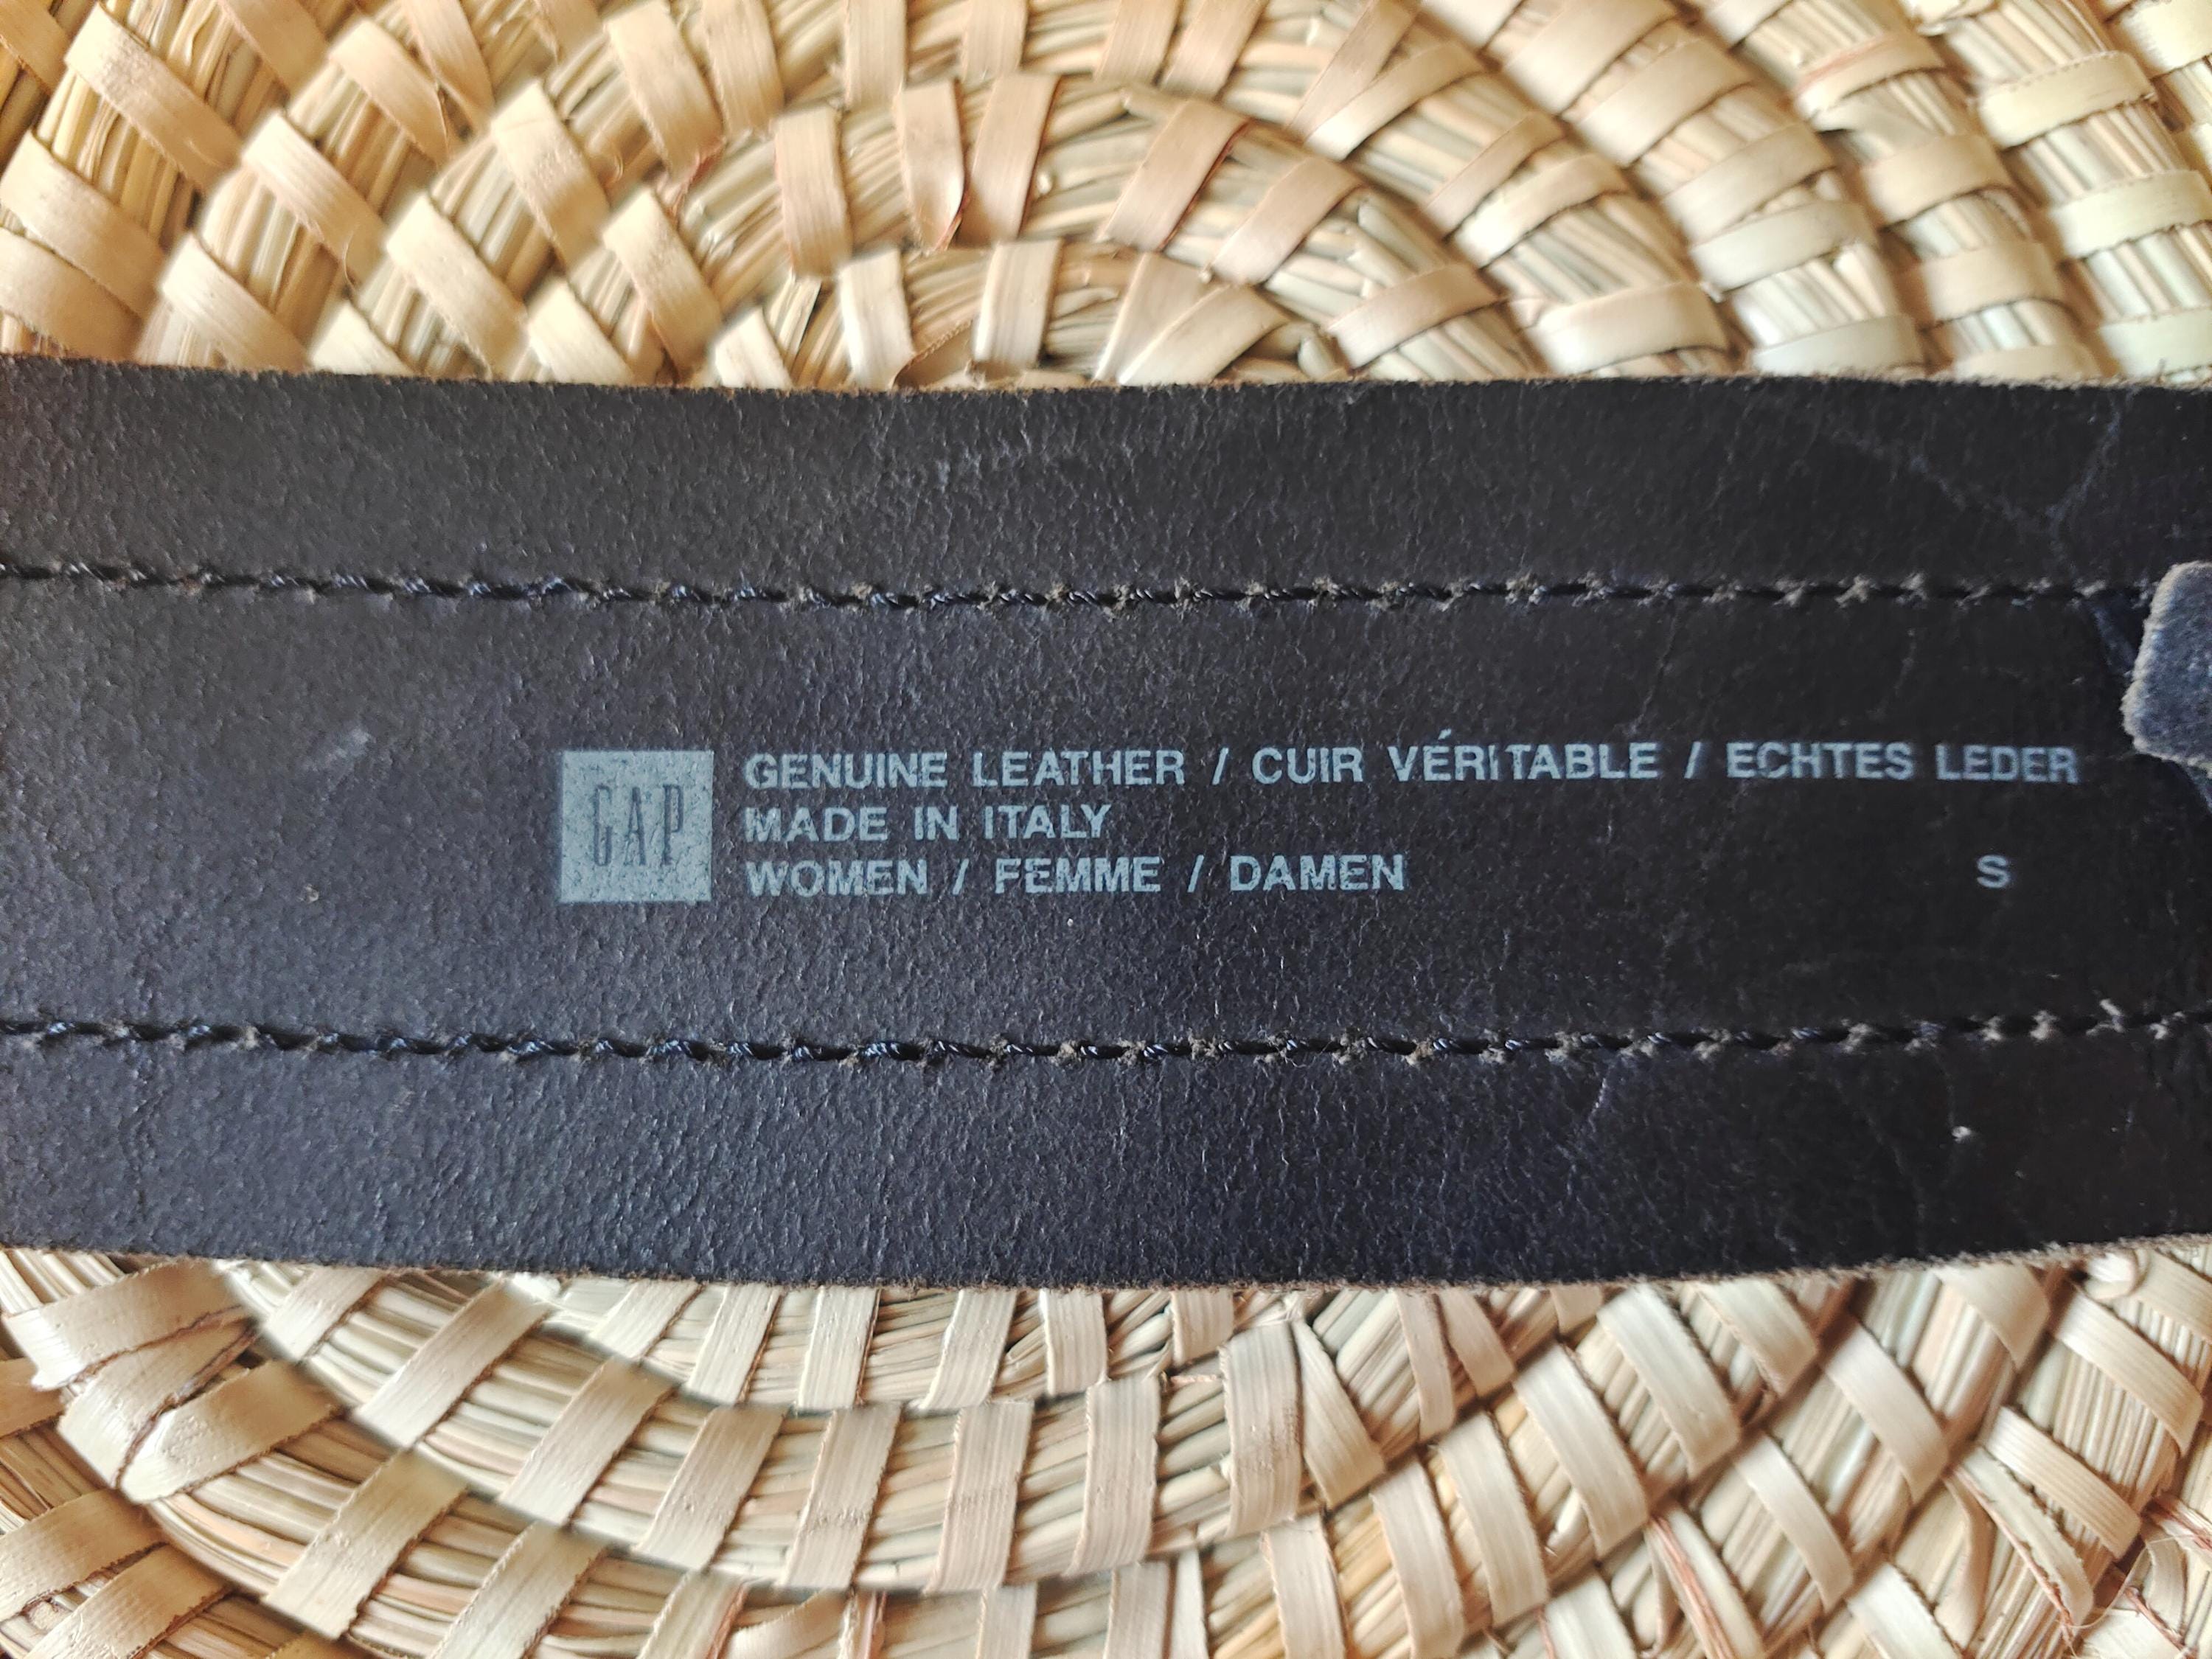 GAP
GENUINE LEATHER / CUIR VÉRITABLE / ECHTES LEDER
MADE IN ITALY
WOMEN / FEMME / DAMEN S